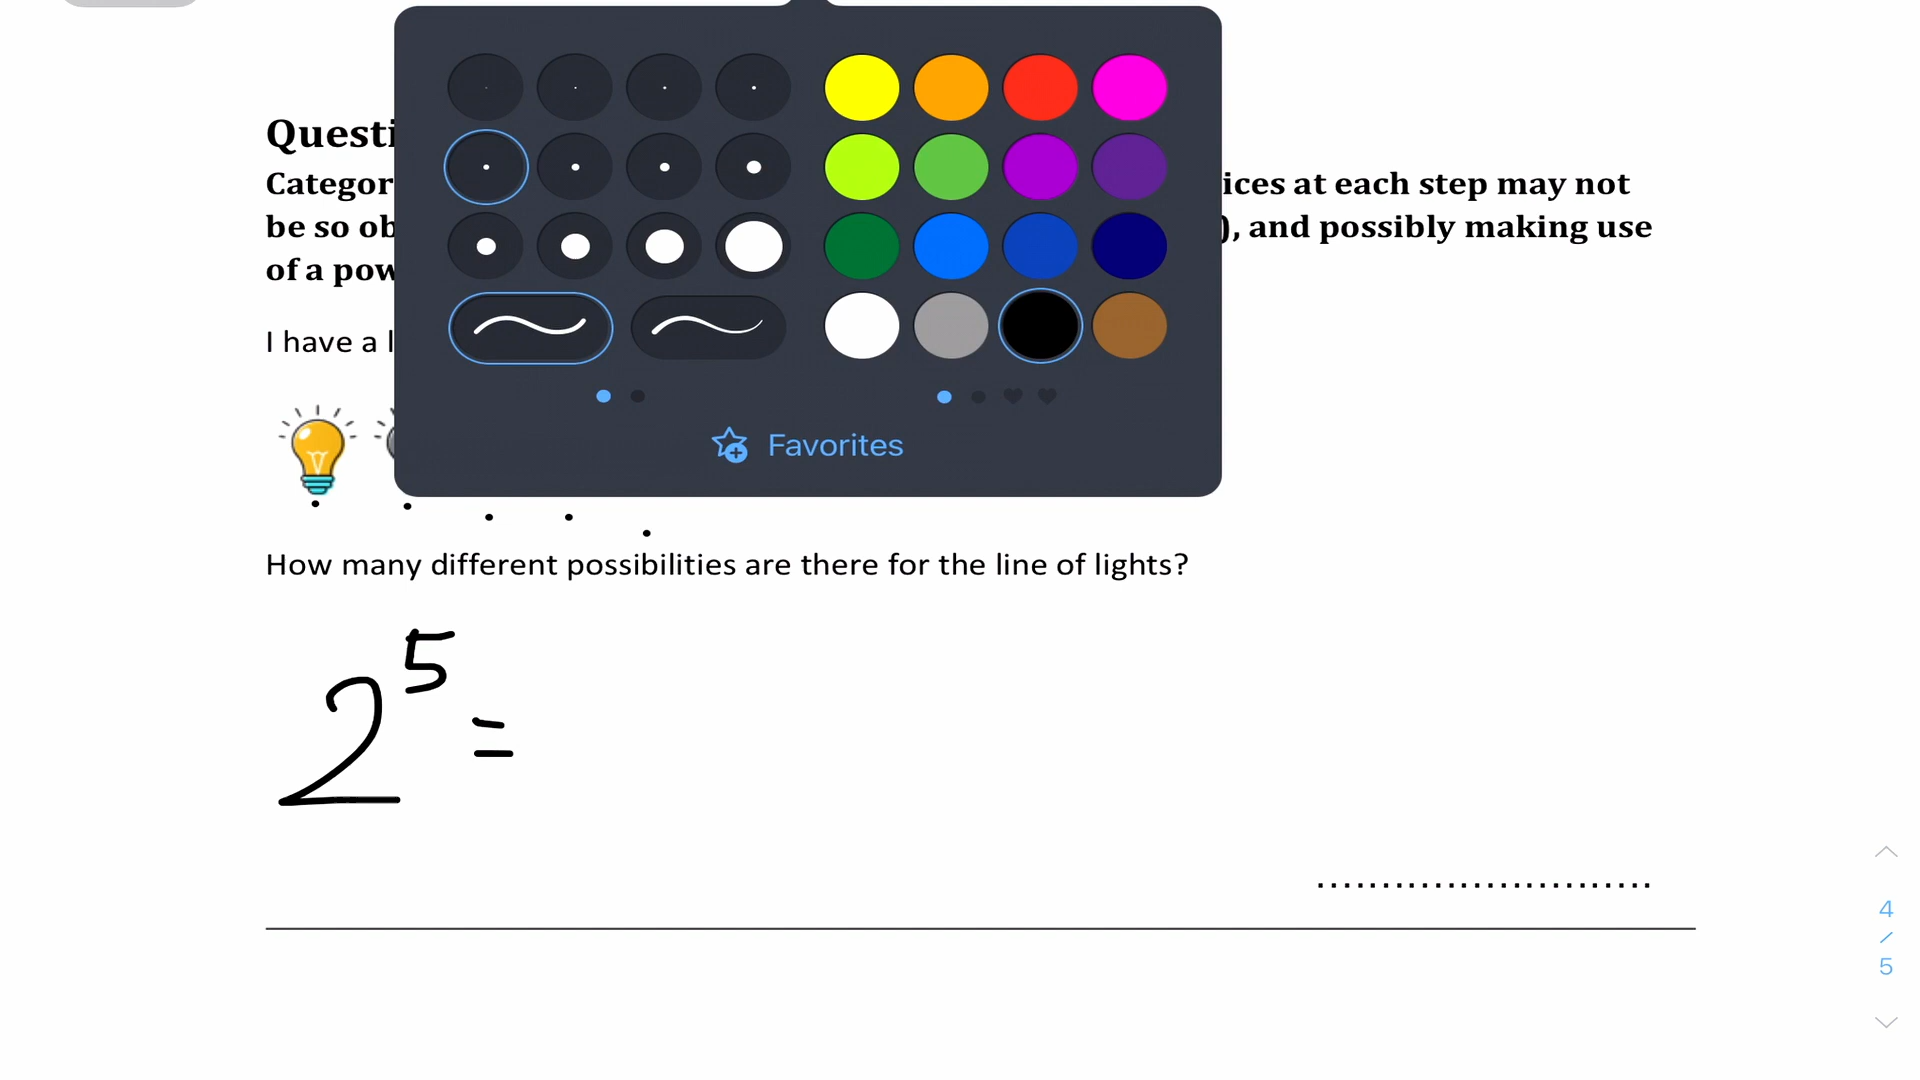 Questi
Categor ices at each step may not
be so ob ), and possibly making use
of a pow
I have a l
Favorites
How many different possibilities are there for the line of lights?
2⁵ =
..........................
4
/
5